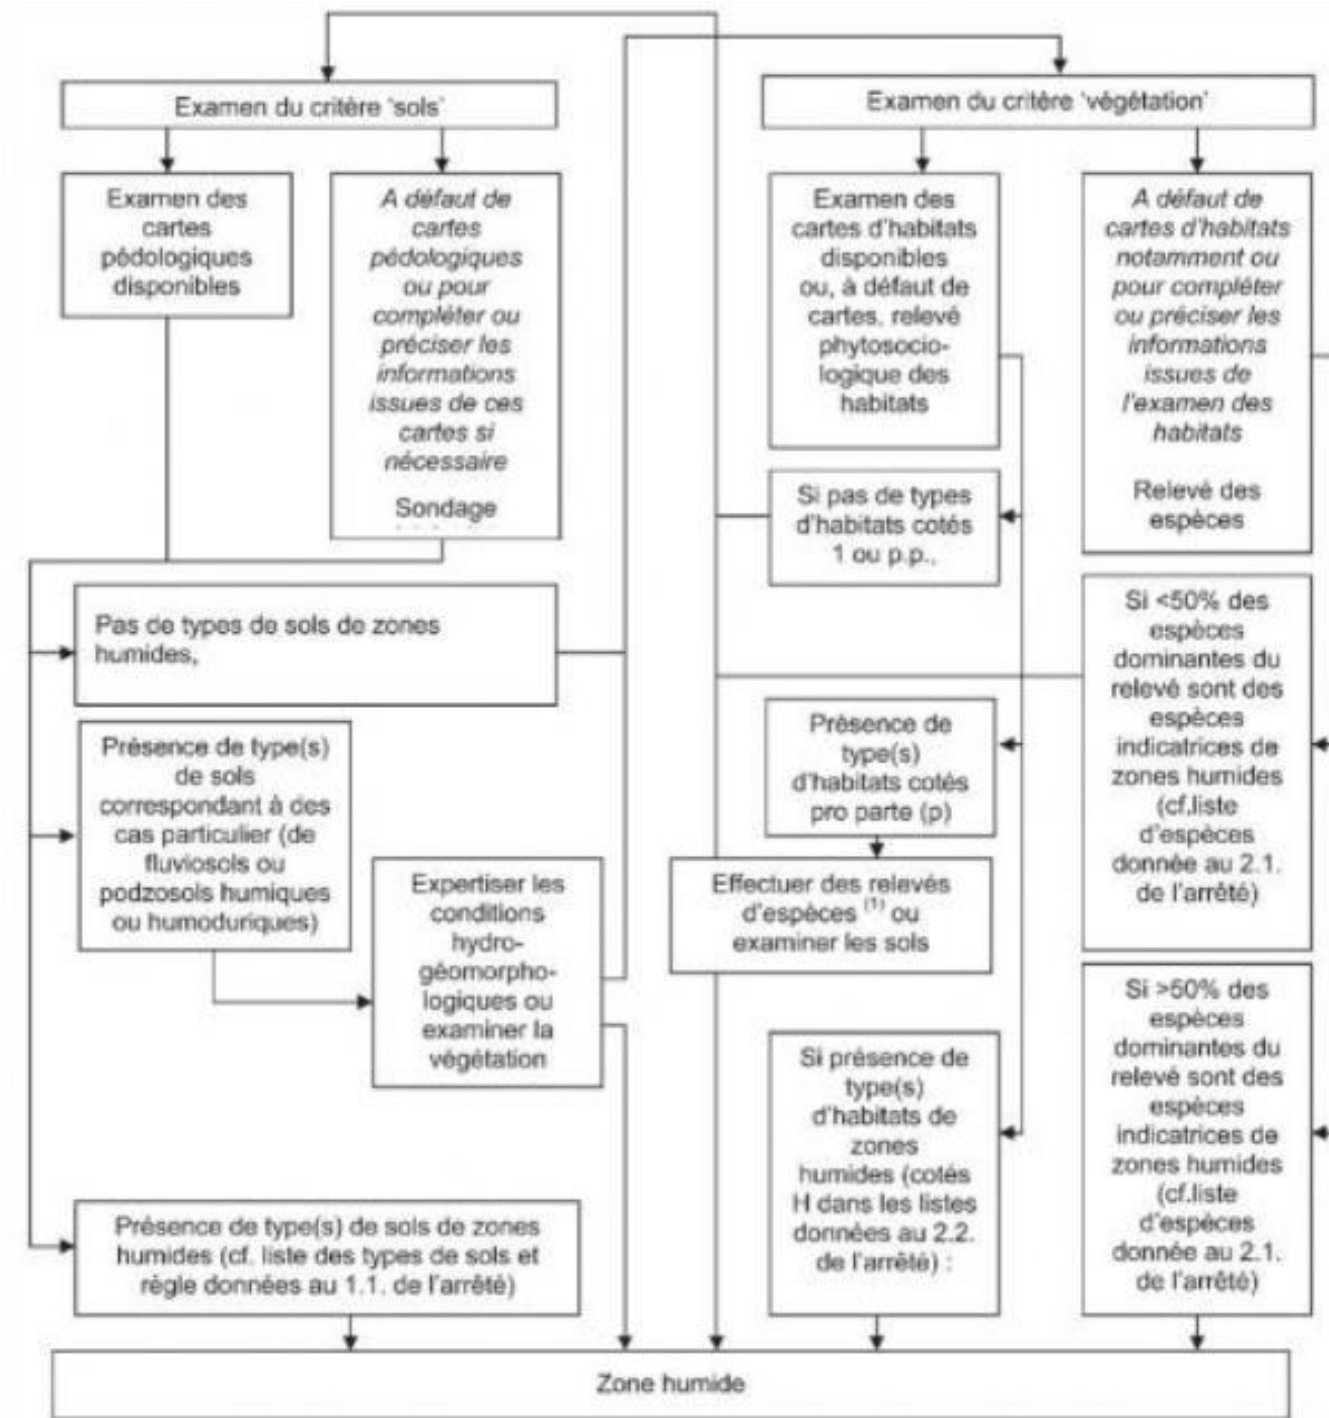 Examen du critère 'sols'
Examen des
cartes
pédologiques
disponibles
A défaut de
cartes
pédologiques
ou pour
compléter ou
préciser les
informations
issues de ces
cartes si
nécessaire
Sondage
Pas de types de sols de zones
humides,
Présence de type(s)
de sols
correspondant à des
cas particulier (de
fluviosols ou
podzosols humiques
ou humoduriques)
Expertiser les
conditions
hydro-
géomorpho-
logiques ou
examiner la
végétation
Présence de type(s) de sols de zones
humides (cf. liste des types de sols et
règle données au 1.1. de l'arrêté)
Examen du critère 'végétation'
Examen des
cartes d'habitats
disponibles
ou, à défaut de
cartes, relevé
phytosocio-
logique des
habitats
A défaut de
cartes d'habitats
notamment ou
pour compléter
ou préciser les
informations
issues de
l'examen des
habitats
Relevé des
espèces
Si pas de types
d'habitats cotés
1 ou p.p.,
Présence de
type(s)
d'habitats cotés
pro parte (p)
Effectuer des relevés
d'espèces (1) ou
examiner les sols
Si présence de
type(s)
d'habitats de
zones
humides (cotés
H dans les listes
données au 2.2.
de l'arrêté) :
Si <50% des
espèces
dominantes du
relevé sont des
espèces
indicatrices de
zones humides
(cf.liste
d'espèces
donnée au 2.1.
de l'arrêté)
Si >50% des
espèces
dominantes du
relevé sont des
espèces
indicatrices de
zones humides
(cf.liste
d'espèces
donnée au 2.1.
de l'arrêté)
Zone humide